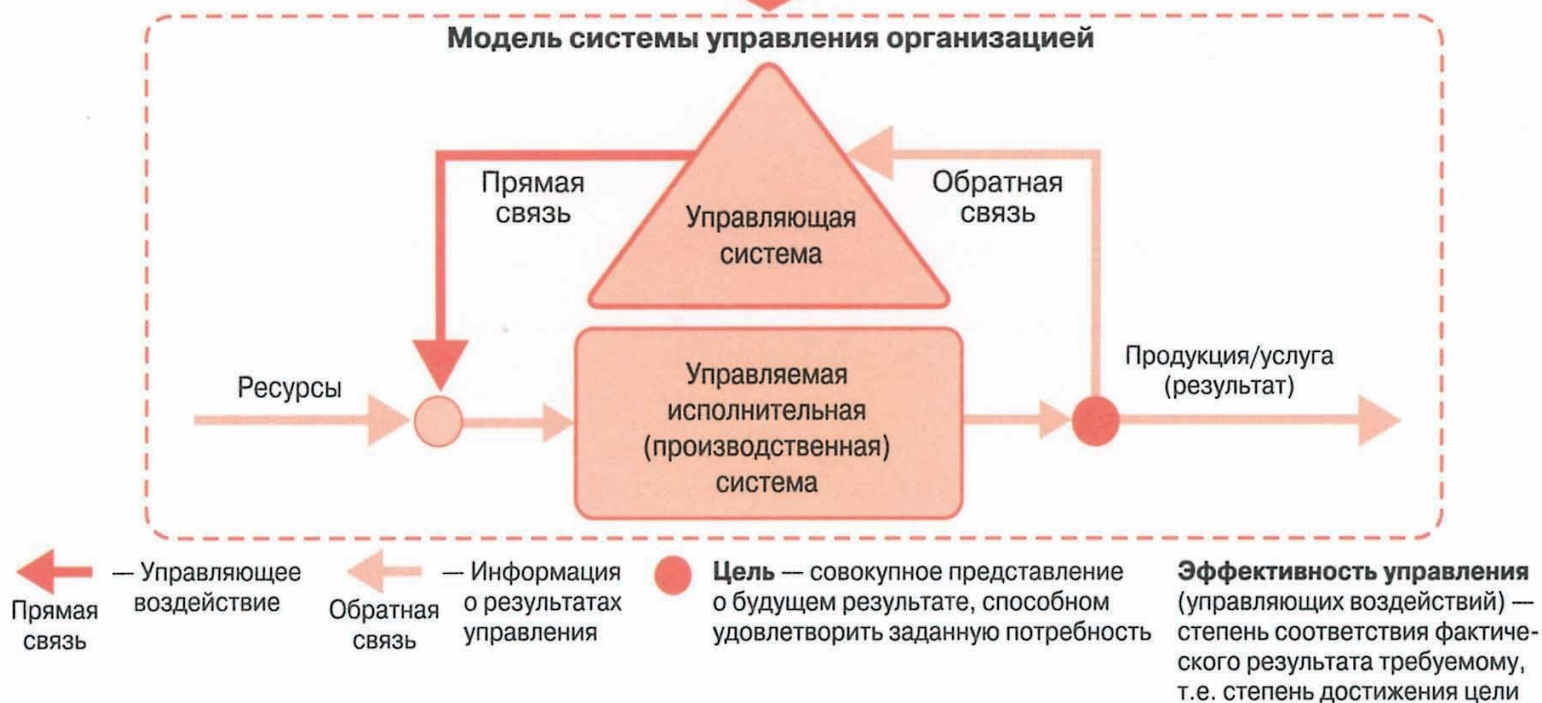 Модель системы управления организацией
Прямая
связь
Обратная
связь
Управляющая
система
Ресурсы
Управляемая
исполнительная
(производственная)
система
Продукция/услуга
(результат)
Прямая
связь
— Управляющее
воздействие
Обратная
связь
— Информация
о результатах
управления
Цель — совокупное представление
о будущем результате, способном
удовлетворить заданную потребность
Эффективность управления
(управляющих воздействий) —
степень соответствия фактиче-
ского результата требуемому,
т.е. степень достижения цели